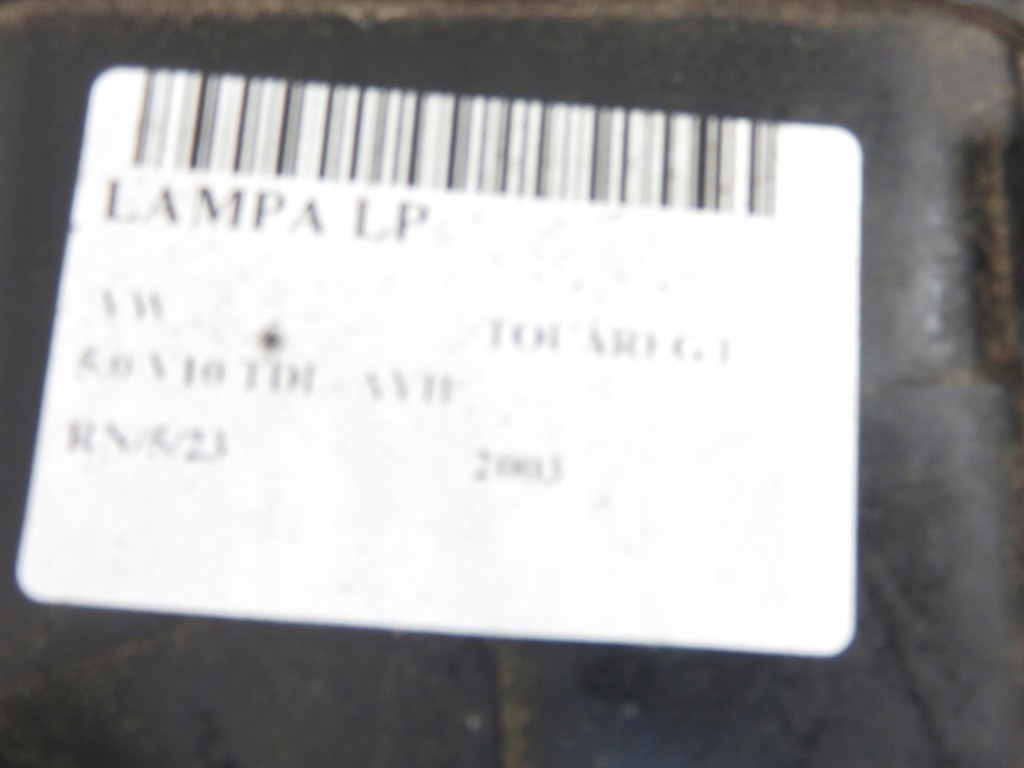 LAMPA LP
VW TOUAREG I
5.0 V10 TDI
RN/5/23 2003